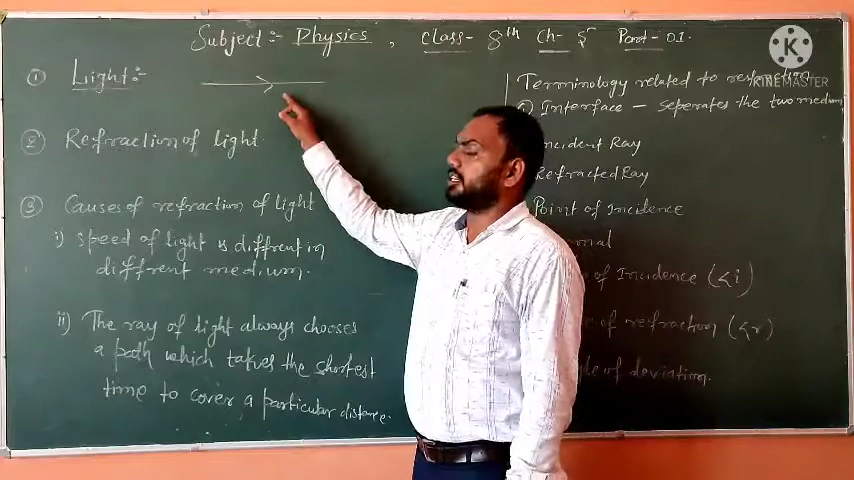 Subject:- Physics, Class- 8th Ch- 5 Part- 01.
① Light:-
② Refraction of light
③ Causes of refraction of light
i) speed of light is diffrent in
different medium.
ii) The ray of light always chooses
a path which takes the shortest
time to cover a particular distance.
Terminology related to refraction
① Interface - seperates the two medium
Incident Ray
Refracted Ray
Point of Incidence
of Incidence (∠i)
of refraction (∠r)
of deviation.
K
KINEMASTER